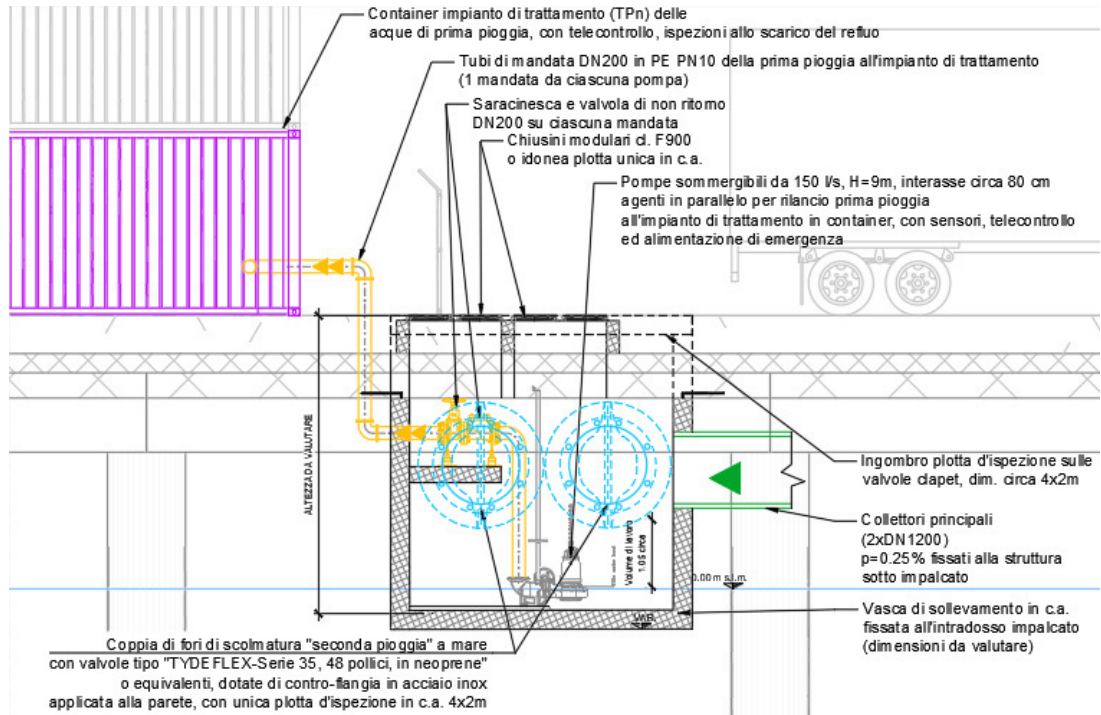 Container impianto di trattamento (TPn) delle
acque di prima pioggia, con telecontrollo, ispezioni allo scarico del refluo
Tubi di mandata DN200 in PE PN10 della prima pioggia all'impianto di trattamento
(1 mandata da ciascuna pompa)
Saracinesca e valvola di non ritorno
DN200 su ciascuna mandata
Chiusini modulari cl. F900
o idonea plotta unica in c.a.
Pompe sommergibili da 150 l/s, H=9m, interasse circa 80 cm
agenti in parallelo per rilancio prima pioggia
all'impianto di trattamento in container, con sensori, telecontrollo
ed alimentazione di emergenza
ALTEZZA DA VALUTARE
Ingombro plotta d'ispezione sulle
valvole clapet, dim. circa 4x2m
Collettori principali
(2xDN1200)
p=0.25% fissati alla struttura
sotto impalcato
Volume di lavoro
1.05 circa
0.00 m s.l.m.
Vasca di sollevamento in c.a.
fissata all'intradosso impalcato
(dimensioni da valutare)
VAR.
Coppia di fori di scolmatura "seconda pioggia" a mare
con valvole tipo "TYDEFLEX-Serie 35, 48 pollici, in neoprene"
o equivalenti, dotate di contro-flangia in acciaio inox
applicata alla parete, con unica plotta d'ispezione in c.a. 4x2m